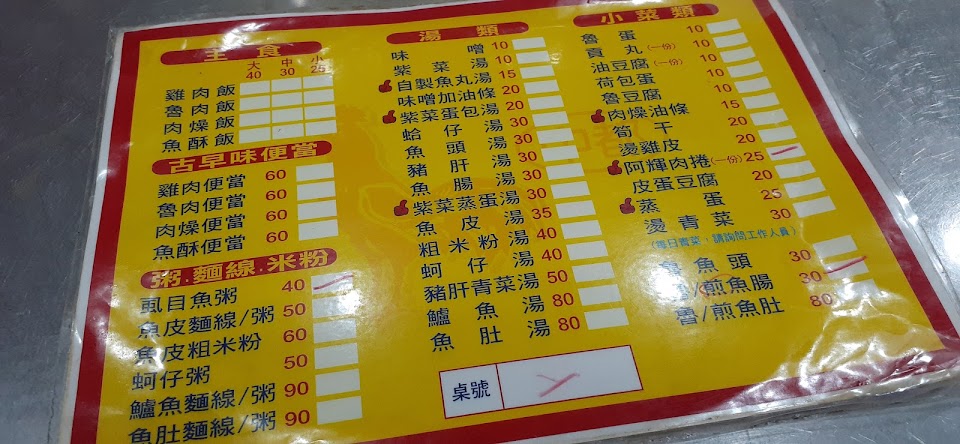 主食
大 中 小
40 30 25
雞肉飯
魯肉飯
肉燥飯
魚酥飯
古早味便當
雞肉便當 60
魯肉便當 60
肉燥便當 60
魚酥便當 60
粥.麵線.米粉
虱目魚粥 40
魚皮麵線/粥 50
魚皮粗米粉 60
蚵仔粥 50
鱸魚麵線/粥 90
魚肚麵線/粥 90
湯類
味噌 10
紫菜湯 10
自製魚丸湯 15
味噌加油條 20
紫菜蛋包湯 20
蛤仔湯 30
魚頭湯 30
豬肝湯 30
魚腸湯 30
紫菜蒸蛋湯 30
魚皮湯 35
粗米粉湯 40
蚵仔湯 40
豬肝青菜湯 50
鱸魚湯 80
魚肚湯 80
桌號
小菜類
魯蛋 10
貢丸(一份) 10
油豆腐(一份) 10
荷包蛋 10
魯豆腐 10
肉燥油條 15
筍干 20
燙雞皮 20
阿輝肉捲(一份) 25
皮蛋豆腐 20
蒸蛋 25
燙青菜 30
(每日青菜，請詢問工作人員)
魯魚頭 30
魯/煎魚腸 30
魯/煎魚肚 80